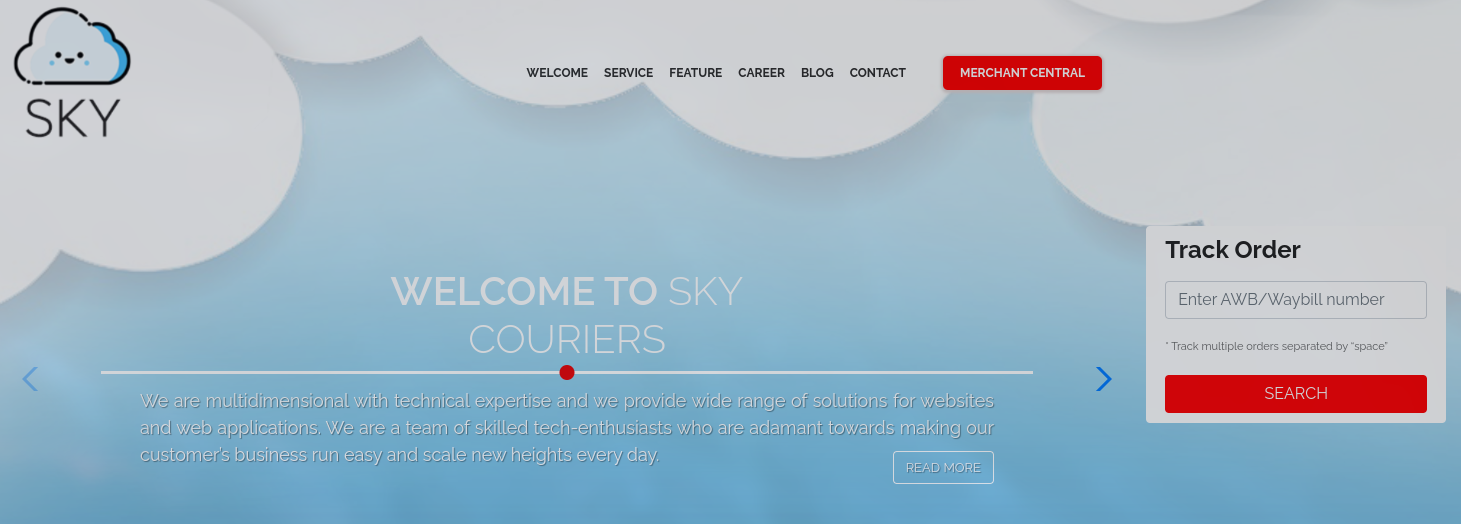 SKY
WELCOME SERVICE FEATURE CAREER BLOG CONTACT MERCHANT CENTRAL
WELCOME TO SKY
COURIERS
We are multidimensional with technical expertise and we provide wide range of solutions for websites
and web applications. We are a team of skilled tech-enthusiasts who are adamant towards making our
customer's business run easy and scale new heights every day.
READ MORE
Track Order
Enter AWB/Waybill number
* Track multiple orders separated by "space"
SEARCH